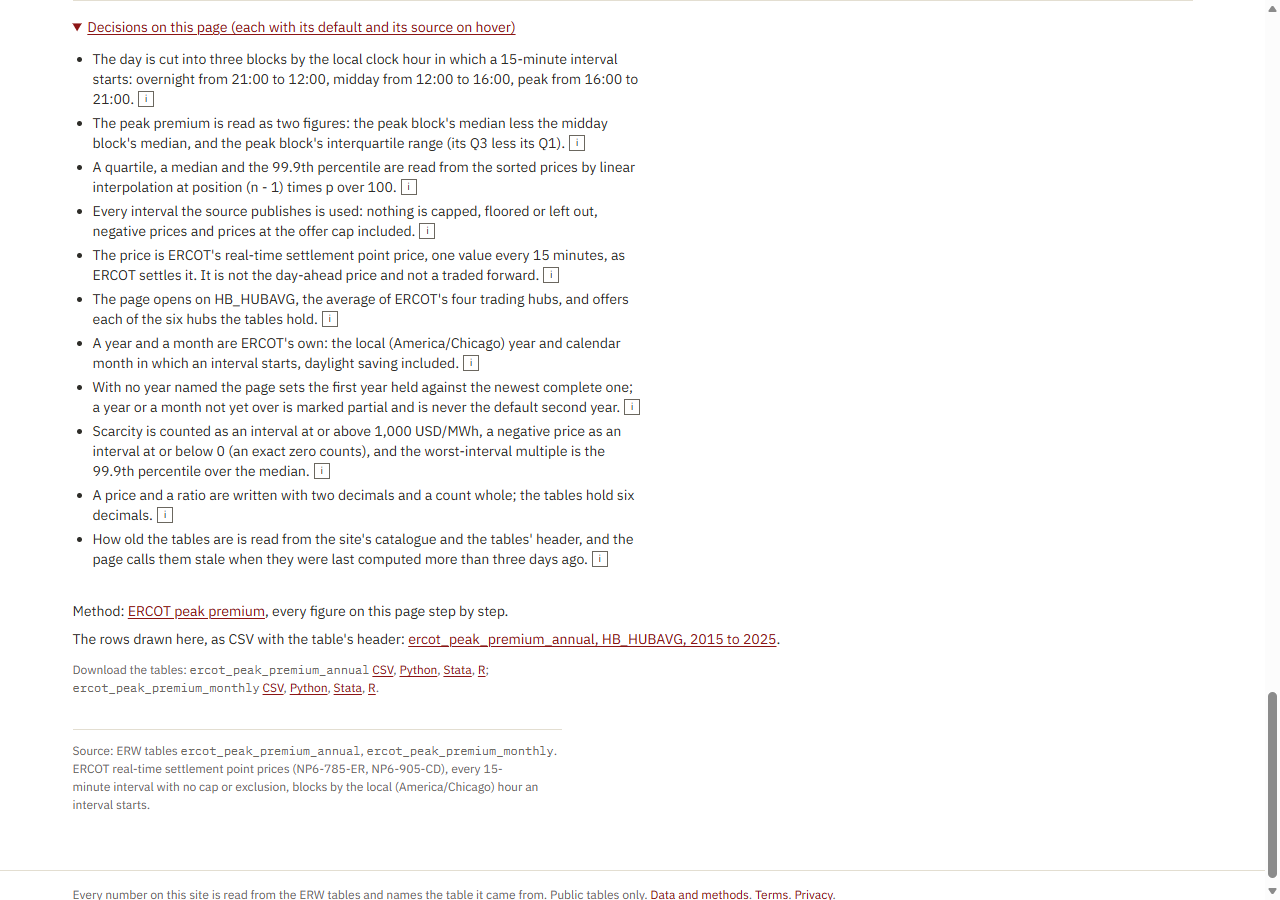 ▼ Decisions on this page (each with its default and its source on hover)
• The day is cut into three blocks by the local clock hour in which a 15-minute interval
starts: overnight from 21:00 to 12:00, midday from 12:00 to 16:00, peak from 16:00 to
21:00. i
• The peak premium is read as two figures: the peak block's median less the midday
block's median, and the peak block's interquartile range (its Q3 less its Q1). i
• A quartile, a median and the 99.9th percentile are read from the sorted prices by linear
interpolation at position (n - 1) times p over 100. i
• Every interval the source publishes is used: nothing is capped, floored or left out,
negative prices and prices at the offer cap included. i
• The price is ERCOT's real-time settlement point price, one value every 15 minutes, as
ERCOT settles it. It is not the day-ahead price and not a traded forward. i
• The page opens on HB_HUBAVG, the average of ERCOT's four trading hubs, and offers
each of the six hubs the tables hold. i
• A year and a month are ERCOT's own: the local (America/Chicago) year and calendar
month in which an interval starts, daylight saving included. i
• With no year named the page sets the first year held against the newest complete one;
a year or a month not yet over is marked partial and is never the default second year. i
• Scarcity is counted as an interval at or above 1,000 USD/MWh, a negative price as an
interval at or below 0 (an exact zero counts), and the worst-interval multiple is the
99.9th percentile over the median. i
• A price and a ratio are written with two decimals and a count whole; the tables hold six
decimals. i
• How old the tables are is read from the site's catalogue and the tables' header, and the
page calls them stale when they were last computed more than three days ago. i
Method: ERCOT peak premium, every figure on this page step by step.
The rows drawn here, as CSV with the table's header: ercot_peak_premium_annual, HB_HUBAVG, 2015 to 2025.
Download the tables: ercot_peak_premium_annual CSV, Python, Stata, R;
ercot_peak_premium_monthly CSV, Python, Stata, R.
Source: ERW tables ercot_peak_premium_annual, ercot_peak_premium_monthly.
ERCOT real-time settlement point prices (NP6-785-ER, NP6-905-CD), every 15-
minute interval with no cap or exclusion, blocks by the local (America/Chicago) hour an
interval starts.
Every number on this site is read from the ERW tables and names the table it came from. Public tables only. Data and methods. Terms. Privacy.